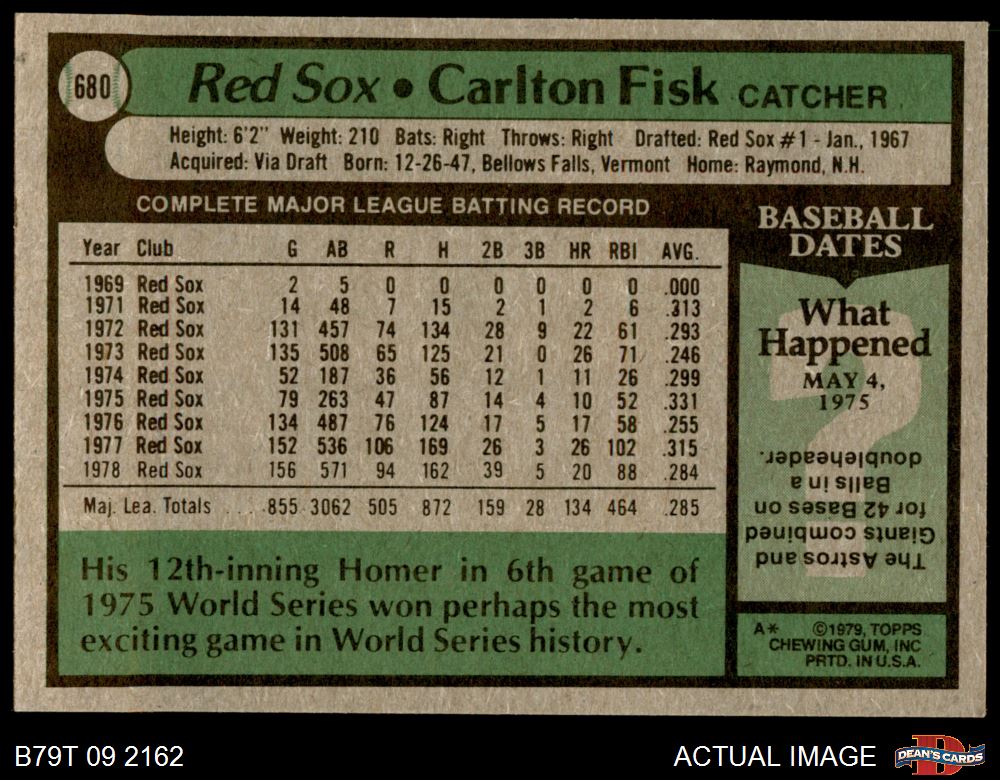 680
Red Sox • Carlton Fisk CATCHER
Height: 6'2" Weight: 210 Bats: Right Throws: Right Drafted: Red Sox #1 - Jan., 1967
Acquired: Via Draft Born: 12-26-47, Bellows Falls, Vermont Home: Raymond, N.H.
COMPLETE MAJOR LEAGUE BATTING RECORD
Year Club G AB R H 2B 3B HR RBI AVG.
1969 Red Sox 2 5 0 0 0 0 0 0 .000
1971 Red Sox 14 48 7 15 2 1 2 6 .313
1972 Red Sox 131 457 74 134 28 9 22 61 .293
1973 Red Sox 135 508 65 125 21 0 26 71 .246
1974 Red Sox 52 187 36 56 12 1 11 26 .299
1975 Red Sox 79 263 47 87 14 4 10 52 .331
1976 Red Sox 134 487 76 124 17 5 17 58 .255
1977 Red Sox 152 536 106 169 26 3 26 102 .315
1978 Red Sox 156 571 94 162 39 5 20 88 .284
Maj. Lea. Totals . . . . 855 3062 505 872 159 28 134 464 .285
His 12th-inning Homer in 6th game of
1975 World Series won perhaps the most
exciting game in World Series history.
BASEBALL
DATES
What
Happened
MAY 4,
1975
?
The Astros and
Giants combined
for 42 Bases on
Balls in a
doubleheader.
A* ©1979, TOPPS
CHEWING GUM, INC
PRTD. IN U.S.A.
B79T 09 2162
ACTUAL IMAGE
D
DEAN'S CARDS